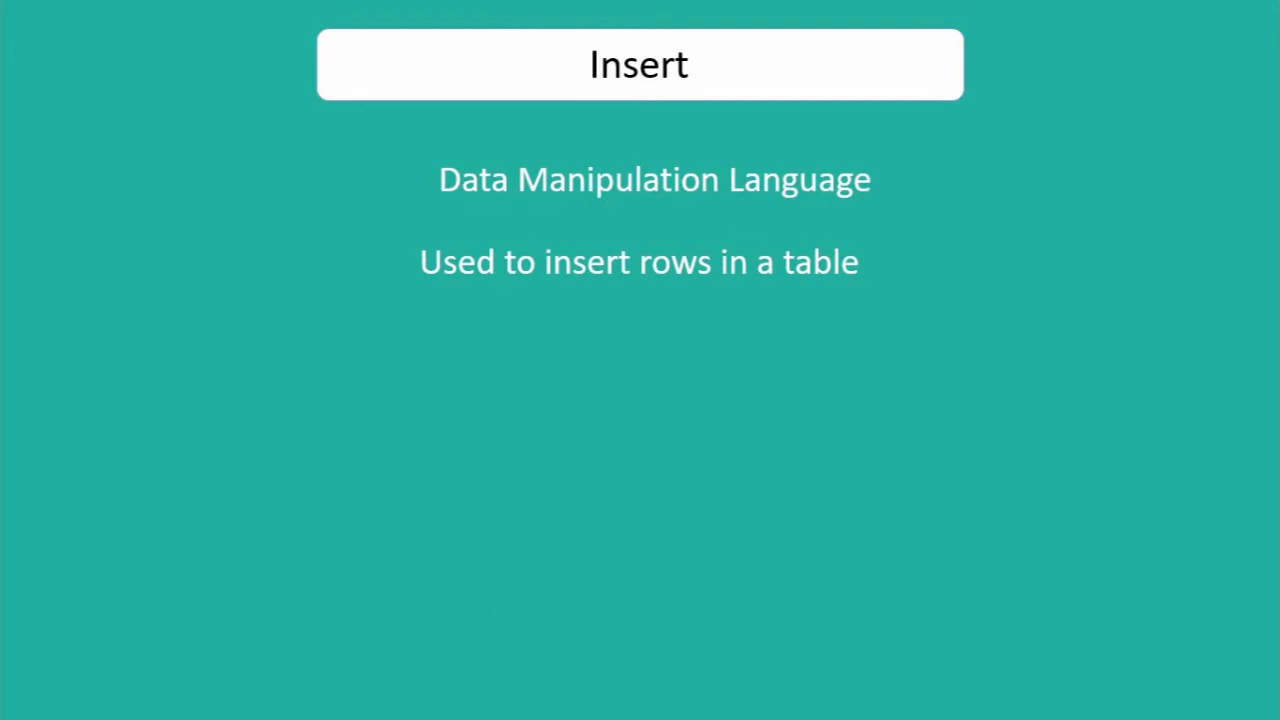 Insert
Data Manipulation Language
Used to insert rows in a table